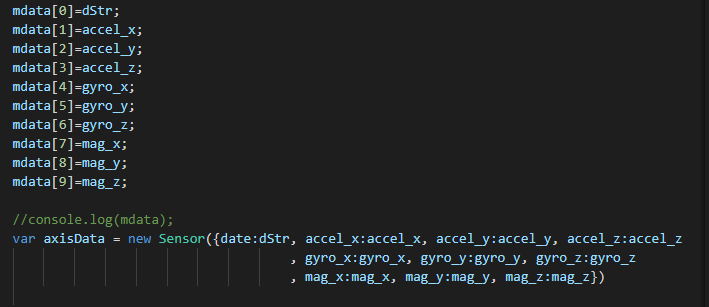 mdata[0]=dStr;
mdata[1]=accel_x;
mdata[2]=accel_y;
mdata[3]=accel_z;
mdata[4]=gyro_x;
mdata[5]=gyro_y;
mdata[6]=gyro_z;
mdata[7]=mag_x;
mdata[8]=mag_y;
mdata[9]=mag_z;
//console.log(mdata);
var axisData = new Sensor({date:dStr, accel_x:accel_x, accel_y:accel_y, accel_z:accel_z
, gyro_x:gyro_x, gyro_y:gyro_y, gyro_z:gyro_z
, mag_x:mag_x, mag_y:mag_y, mag_z:mag_z})